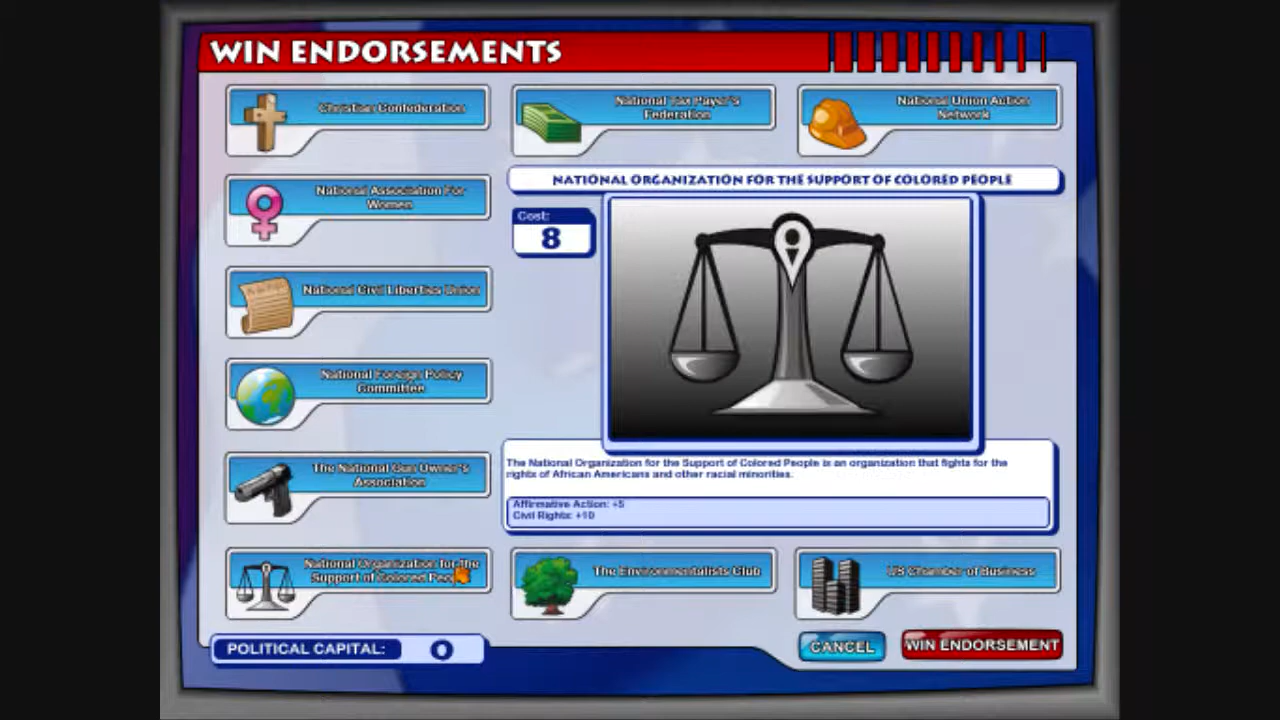 WIN ENDORSEMENTS
Christian Confederation
National Tax Payer's
Federation
National Union Action
Network
National Association For
Women
NATIONAL ORGANIZATION FOR THE SUPPORT OF COLORED PEOPLE
Cost:
8
National Civil Liberties Union
National Foreign Policy
Committee
The National Gun Owner's
Association
The National Organization for the Support of Colored People is an organization that fights for the
rights of African Americans and other racial minorities.
Affirmative Action: +5
Civil Rights: +10
National Organization for the
Support of Colored
The Environmentalists Club
US Chamber of Business
POLITICAL CAPITAL: 0
CANCEL
WIN ENDORSEMENT